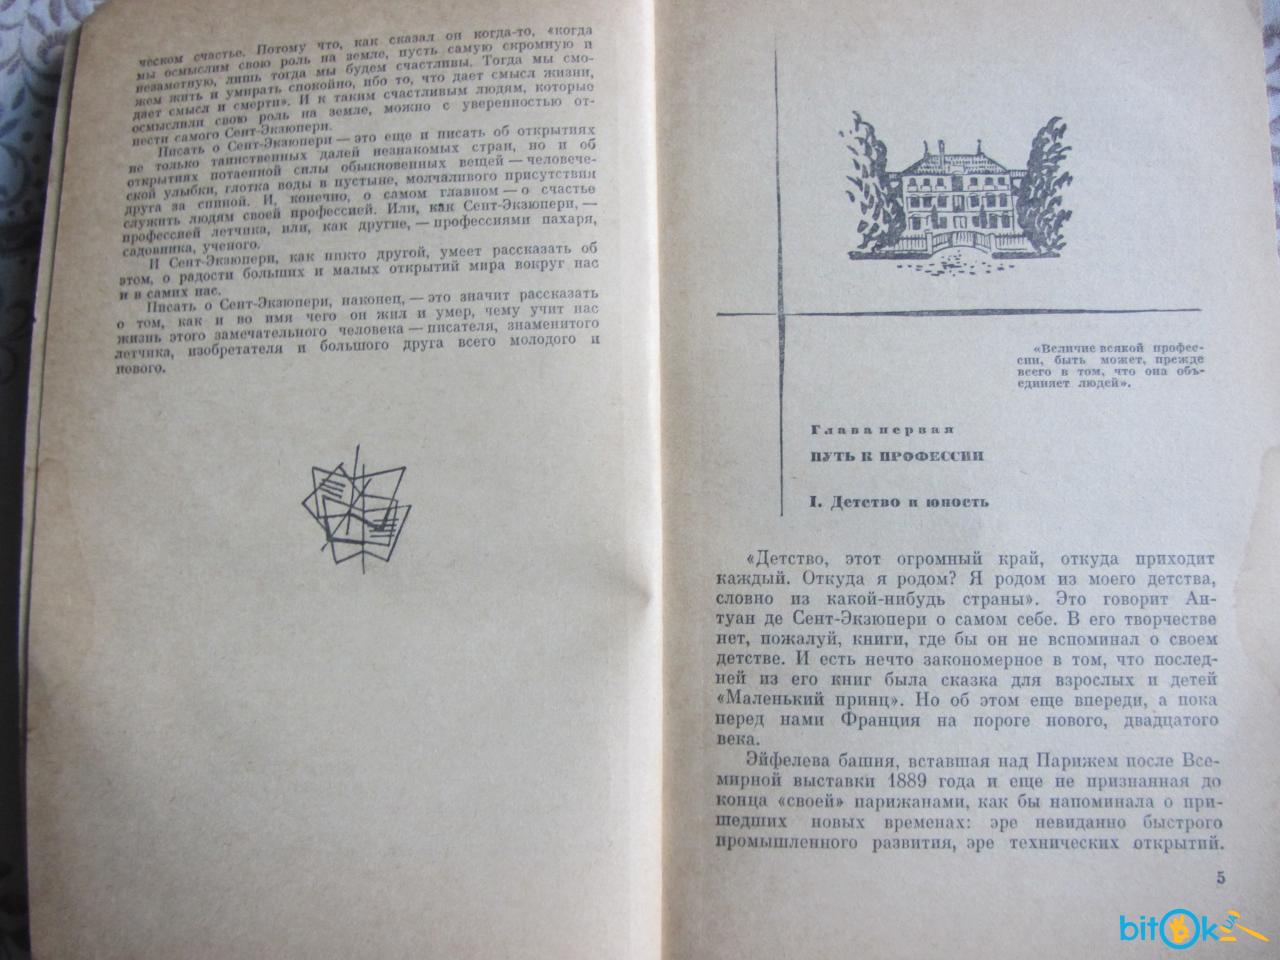 ческом счастье. Потому что, как сказал он когда-то, «когда
мы осмыслим свою роль на земле, пусть самую скромную и
незаметную, лишь тогда мы будем счастливы. Тогда мы смо-
жем жить и умирать спокойно, ибо то, что дает смысл жизни,
дает смысл и смерти». И к таким счастливым людям, которые
осмыслили свою роль на земле, можно с уверенностью от-
нести самого Сент-Экзюпери.
Писать о Сент-Экзюпери — это еще и писать об открытиях
не только таинственных далей незнакомых стран, но и об
открытиях потаенной силы обыкновенных вещей — человече-
ской улыбки, глотка воды в пустыне, молчаливого присутствия
друга за спиной. И, конечно, о самом главном — о счастье
служить людям своей профессией. Или, как Сент-Экзюпери, —
профессией летчика, или, как другие, — профессиями пахаря,
садовника, ученого.
И Сент-Экзюпери, как никто другой, умеет рассказать об
этом, о радости больших и малых открытий мира вокруг нас
и в самих нас.
Писать о Сент-Экзюпери, наконец, — это значит рассказать
о том, как и во имя чего он жил и умер, чему учит нас
жизнь этого замечательного человека — писателя, знаменитого
летчика, изобретателя и большого друга всего молодого и
нового.
«Величие всякой профес-
сии, быть может, прежде
всего в том, что она объ-
единяет людей».
Глава первая
ПУТЬ К ПРОФЕССИИ
I. Детство и юность
«Детство, этот огромный край, откуда приходит
каждый. Откуда я родом? Я родом из моего детства,
словно из какой-нибудь страны». Это говорит Ан-
туан де Сент-Экзюпери о самом себе. В его творчестве
нет, пожалуй, книги, где бы он не вспоминал о своем
детстве. И есть нечто закономерное в том, что послед-
ней из его книг была сказка для взрослых и детей
«Маленький принц». Но об этом еще впереди, а пока
перед нами Франция на пороге нового, двадцатого
века.
Эйфелева башня, вставшая над Парижем после Все-
мирной выставки 1889 года и еще не признанная до
конца «своей» парижанами, как бы напоминала о при-
шедших новых временах: эре невиданно быстрого
промышленного развития, эре технических открытий.
5
bitOk UA